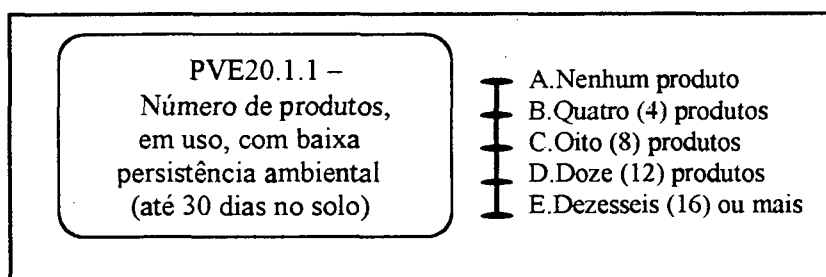 PVE20.1.1 –
Número de produtos,
em uso, com baixa
persistência ambiental
(até 30 dias no solo)
A.Nenhum produto
B.Quatro (4) produtos
C.Oito (8) produtos
D.Doze (12) produtos
E.Dezesseis (16) ou mais